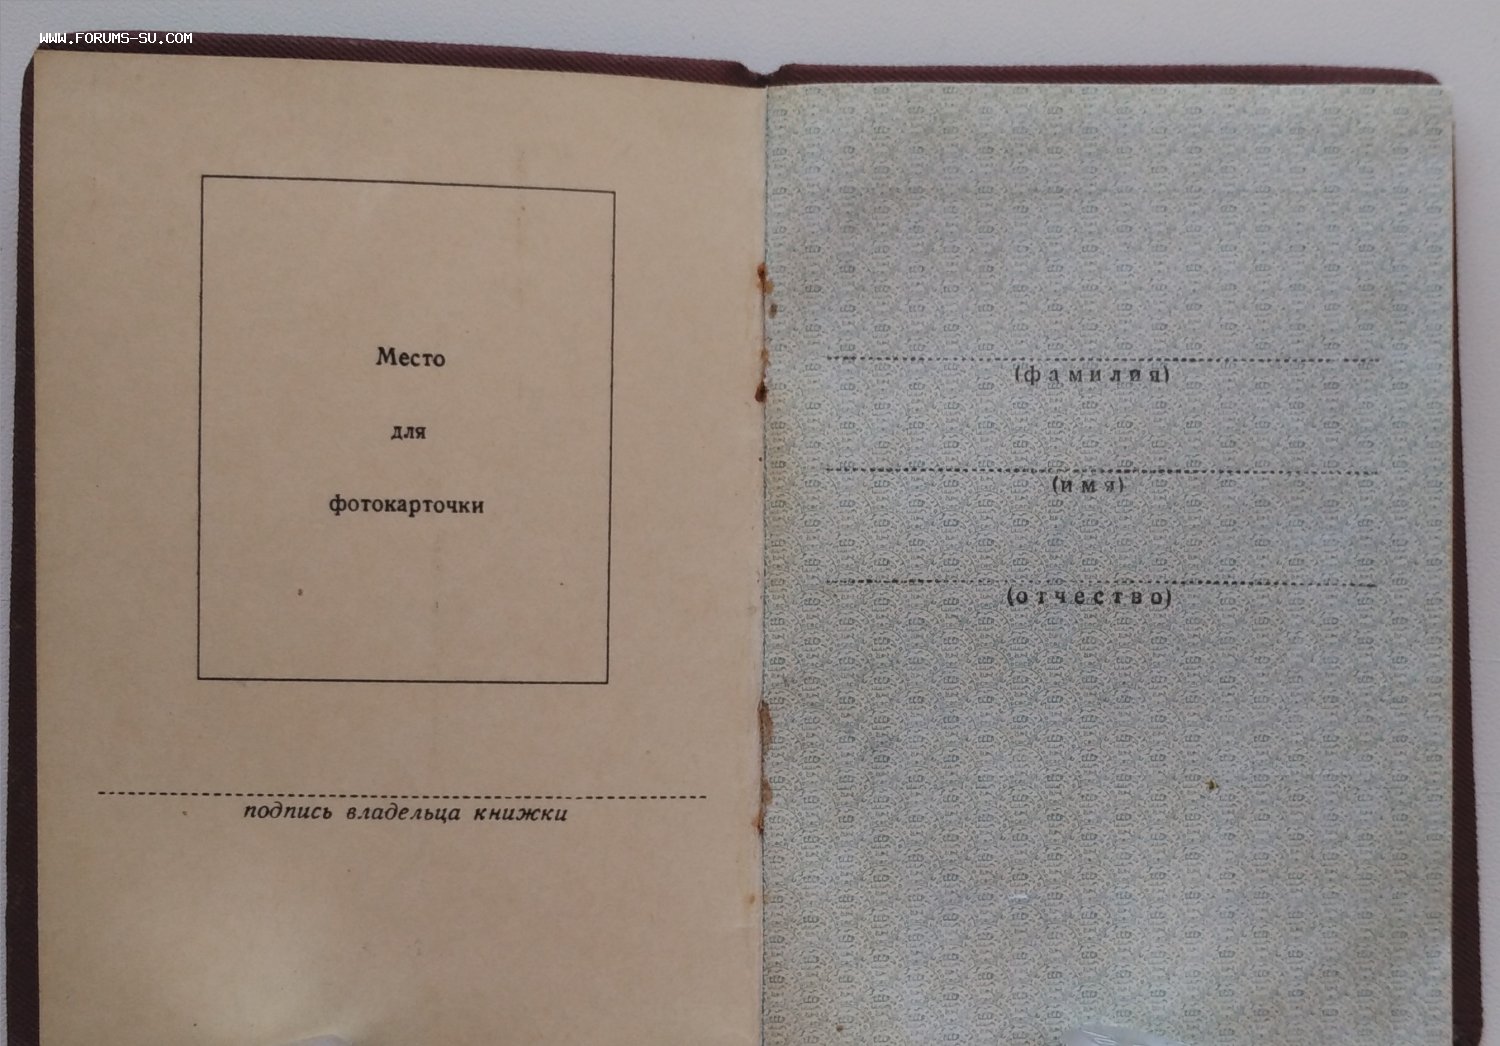 WWW.FORUMS-SU.COM
Место
для
фотокарточки
подпись владельца книжки
(фамилия)
(имя)
(отчество)